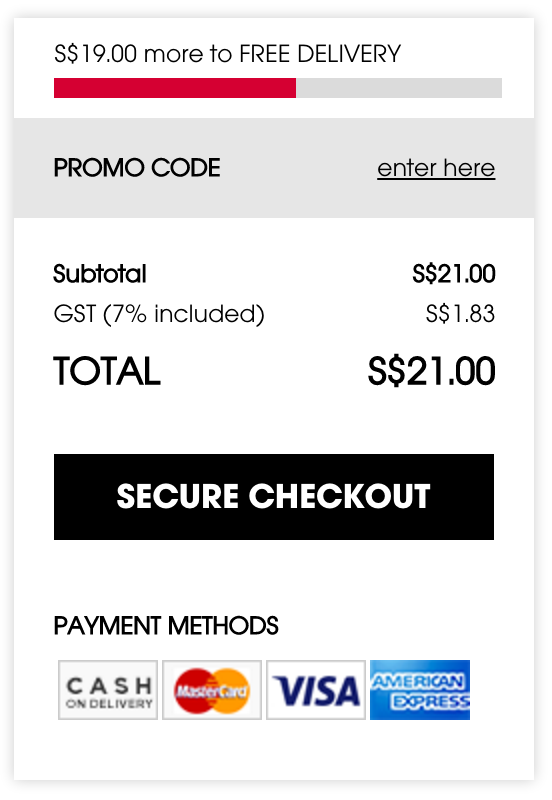 S$19.00 more to FREE DELIVERY
PROMO CODE enter here
Subtotal S$21.00
GST (7% included) S$1.83
TOTAL S$21.00
SECURE CHECKOUT
PAYMENT METHODS
CASH ON DELIVERY MasterCard VISA AMERICAN EXPRESS